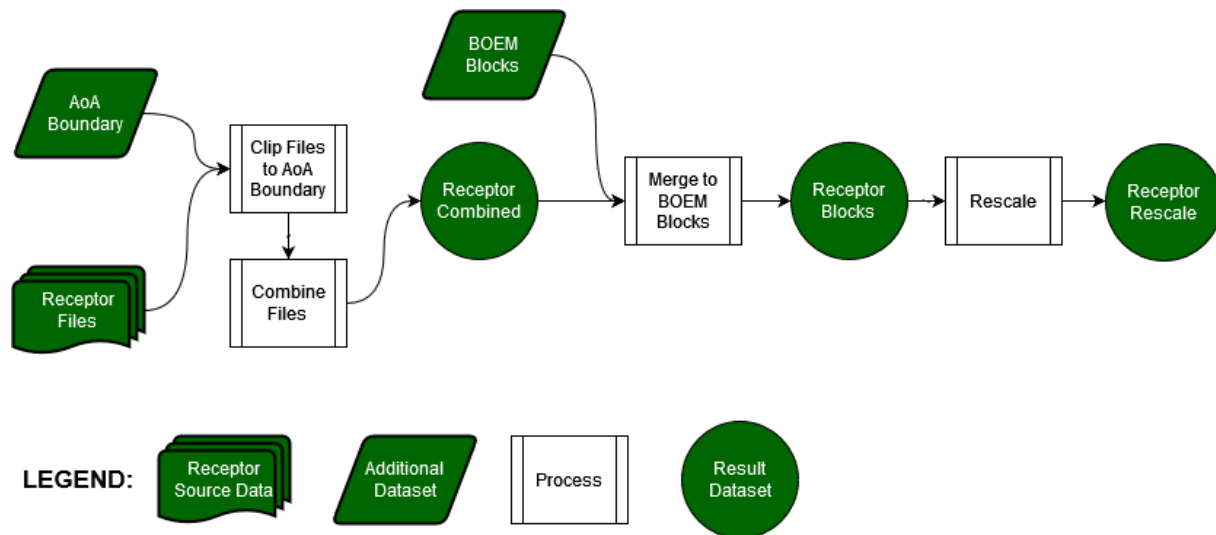 AoA
Boundary
Receptor
Files
Clip Files
to AoA
Boundary
Combine
Files
BOEM
Blocks
Receptor
Combined
Merge to
BOEM
Blocks
Receptor
Blocks
Rescale
Receptor
Rescale
LEGEND:
Receptor
Source Data
Additional
Dataset
Process
Result
Dataset